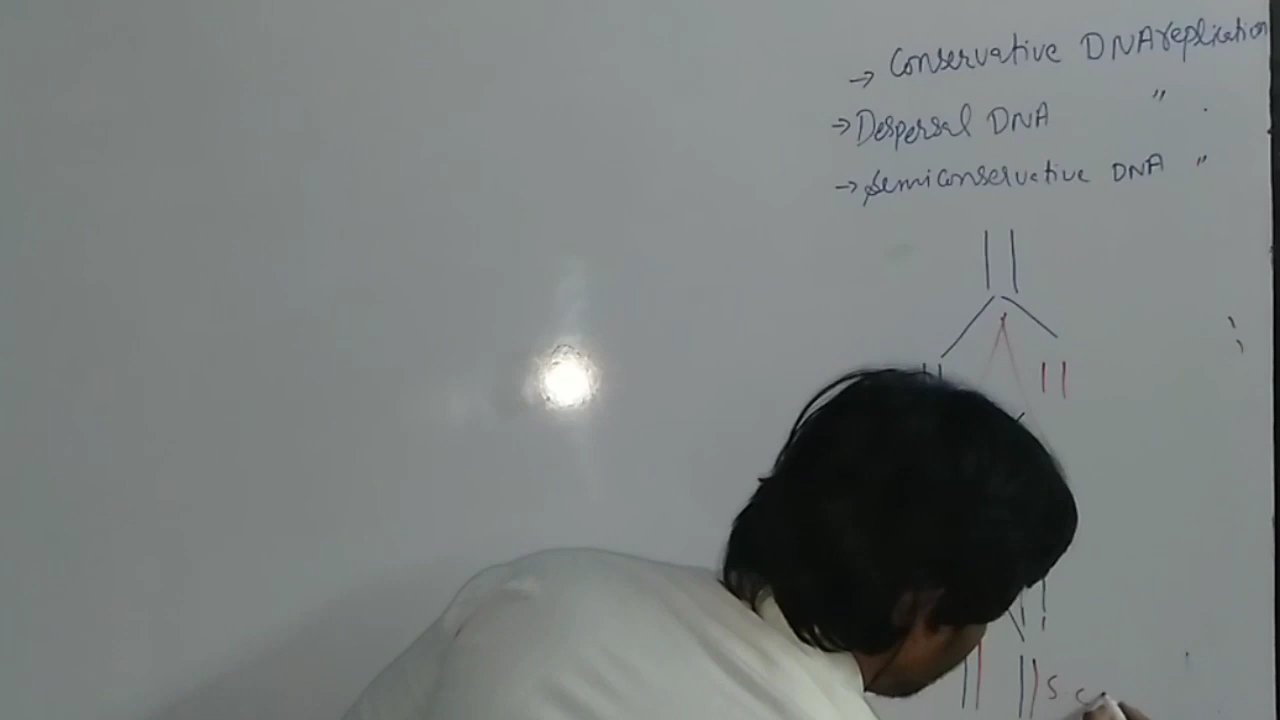 → Conservative DNA replication
→ Despersal DNA " .
→ Semiconservative DNA "
S. C